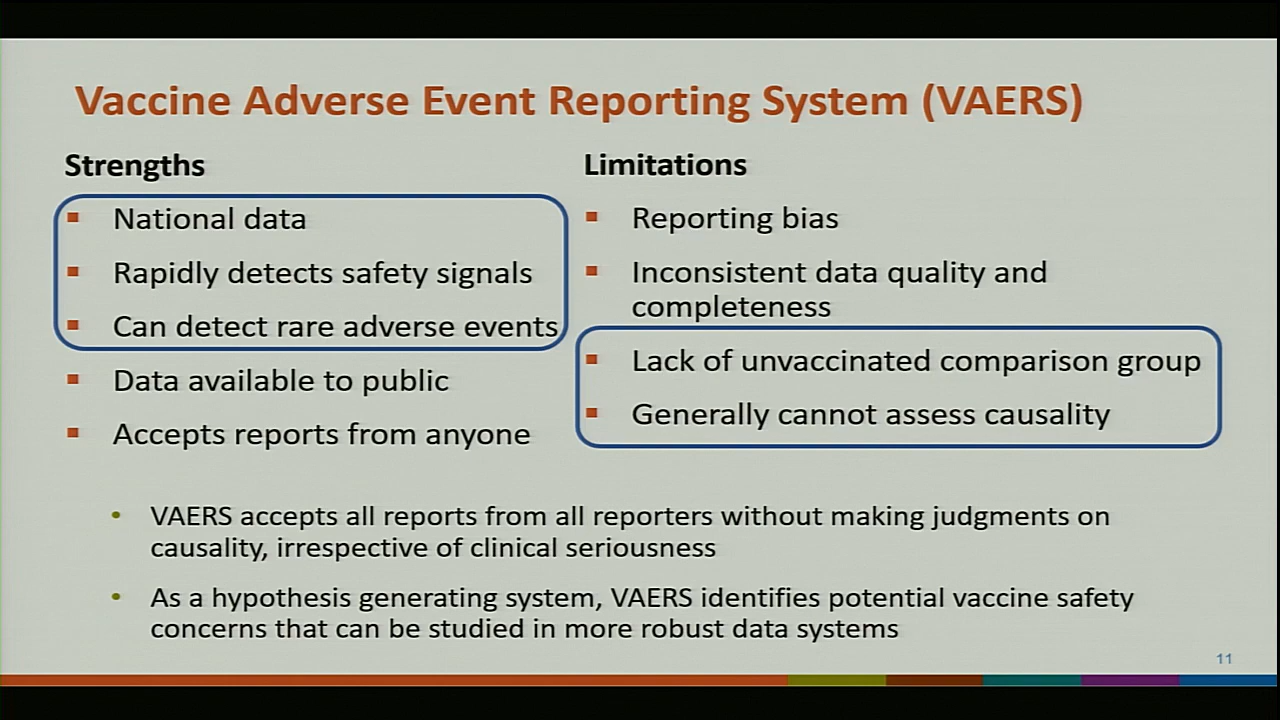 Vaccine Adverse Event Reporting System (VAERS)
Strengths
National data
Rapidly detects safety signals
Can detect rare adverse events
Data available to public
Accepts reports from anyone
Limitations
Reporting bias
Inconsistent data quality and
completeness
Lack of unvaccinated comparison group
Generally cannot assess causality
VAERS accepts all reports from all reporters without making judgments on
causality, irrespective of clinical seriousness
As a hypothesis generating system, VAERS identifies potential vaccine safety
concerns that can be studied in more robust data systems
11